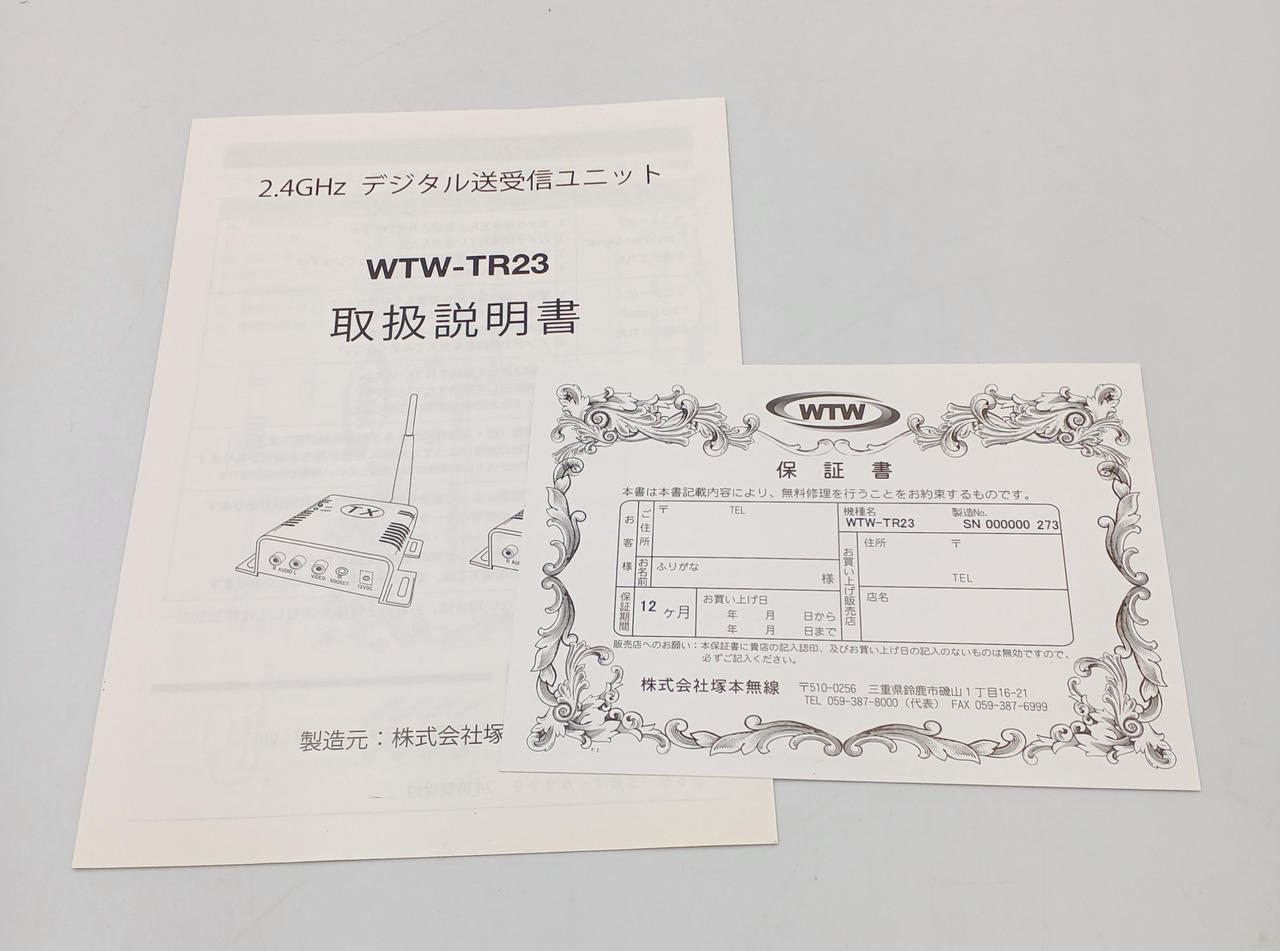 2.4GHz デジタル送受信ユニット
WTW-TR23
取扱説明書
TX
R AUDIO L
VIDEO
IR SOCKET
12VDC
R AU
製造元：株式会社塚
WTW
保証書
本書は本書記載内容により、無料修理を行うことをお約束するものです。
お客様
ご住所
〒 TEL
お名前
ふりがな
様
保証期間
12 ヶ月
お買い上げ日
年 月 日から
年 月 日まで
機種名
WTW-TR23
製造No.
SN 000000 273
お買い上げ販売店
住所 〒
TEL
店名
販売店へのお願い：本保証書に貴店の記入認印、及びお買い上げ日の記入のないものは無効ですので、
必ずご記入ください。
株式会社塚本無線
〒510-0256 三重県鈴鹿市磯山1丁目16-21
TEL 059-387-8000（代表） FAX 059-387-6999